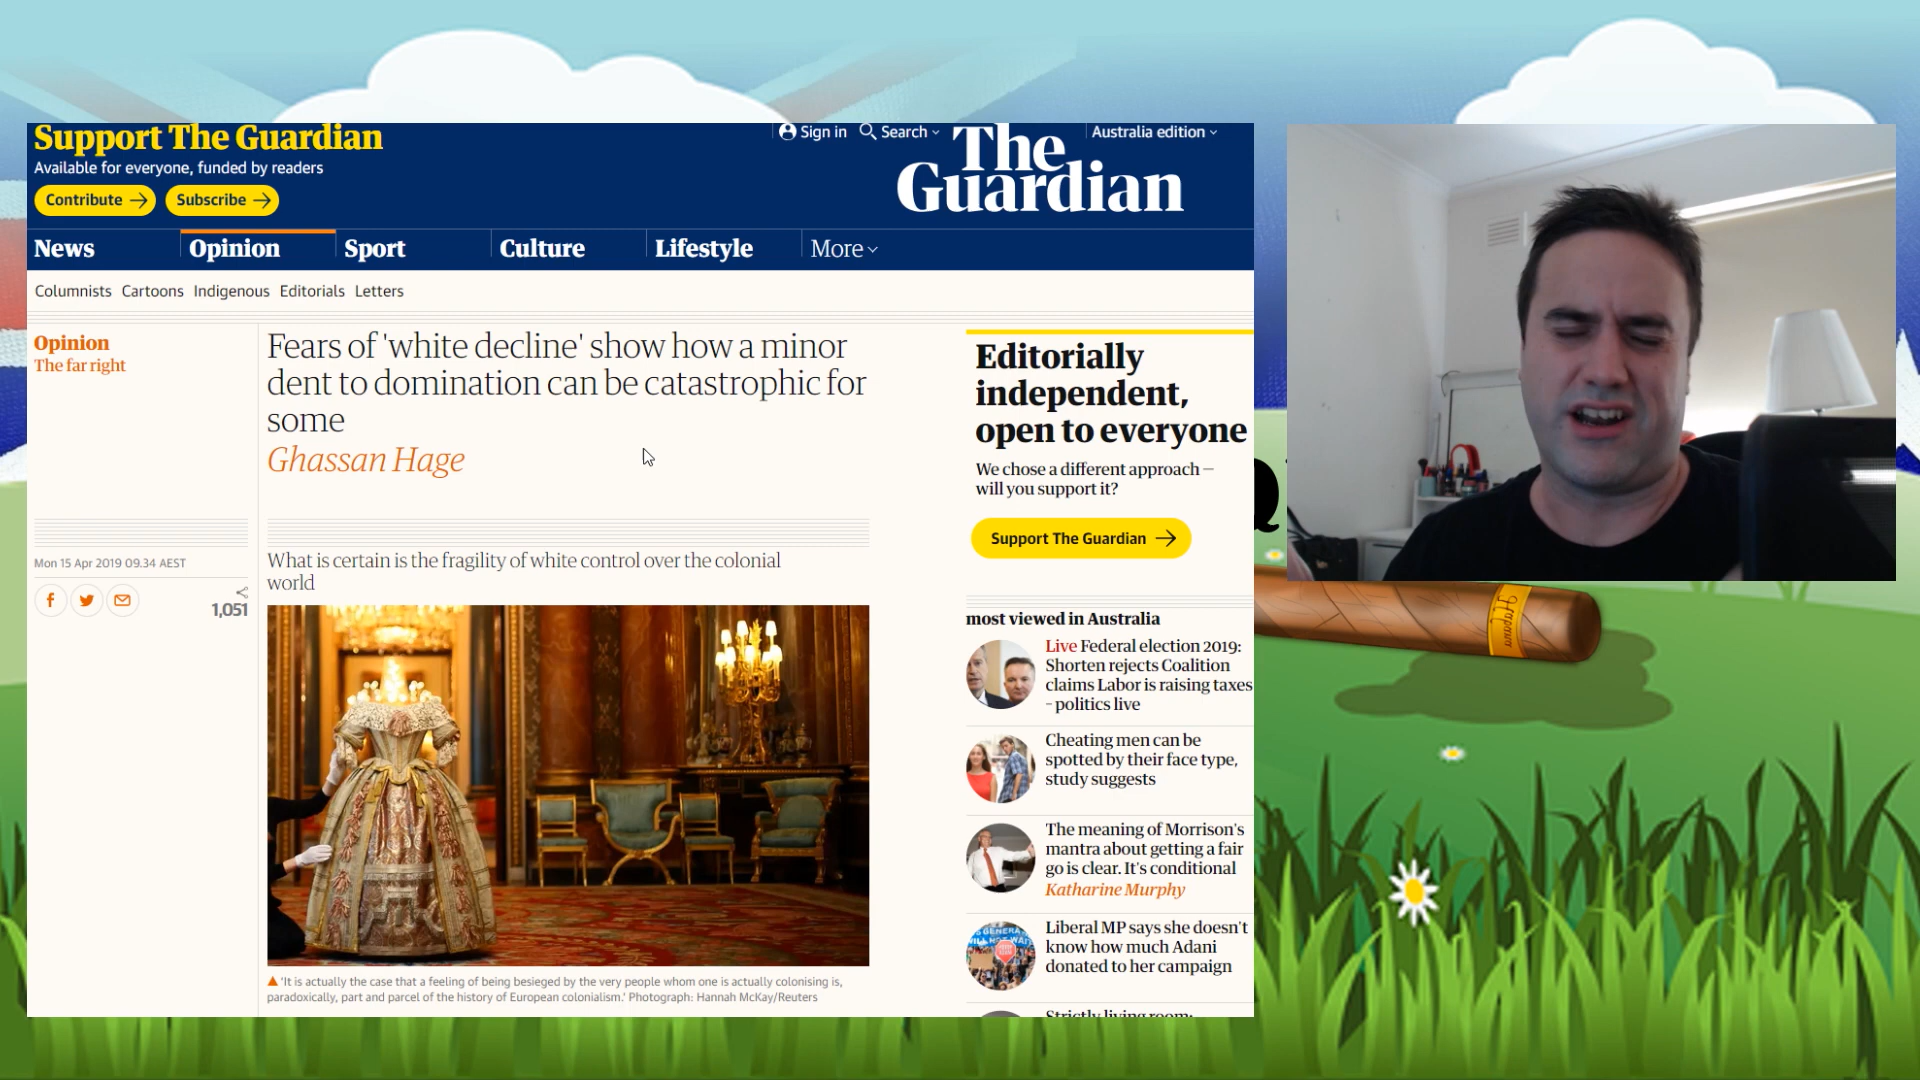 Support The Guardian
Available for everyone, funded by readers
Contribute
Subscribe
Sign in
Search
Australia edition
The
Guardian
News
Opinion
Sport
Culture
Lifestyle
More
Columnists
Cartoons
Indigenous
Editorials
Letters
Opinion
The far right
Fears of 'white decline' show how a minor
dent to domination can be catastrophic for
some
Ghassan Hage
Mon 15 Apr 2019 09.34 AEST
1,051
What is certain is the fragility of white control over the colonial
world
'It is actually the case that a feeling of being besieged by the very people whom one is actually colonising is,
paradoxically, part and parcel of the history of European colonialism.' Photograph: Hannah McKay/Reuters
Editorially
independent,
open to everyone
We chose a different approach —
will you support it?
Support The Guardian
most viewed in Australia
Live Federal election 2019:
Shorten rejects Coalition
claims Labor is raising taxes
– politics live
Cheating men can be
spotted by their face type,
study suggests
The meaning of Morrison's
mantra about getting a fair
go is clear. It's conditional
Katharine Murphy
Liberal MP says she doesn't
know how much Adani
donated to her campaign
Strictly living room:
Q